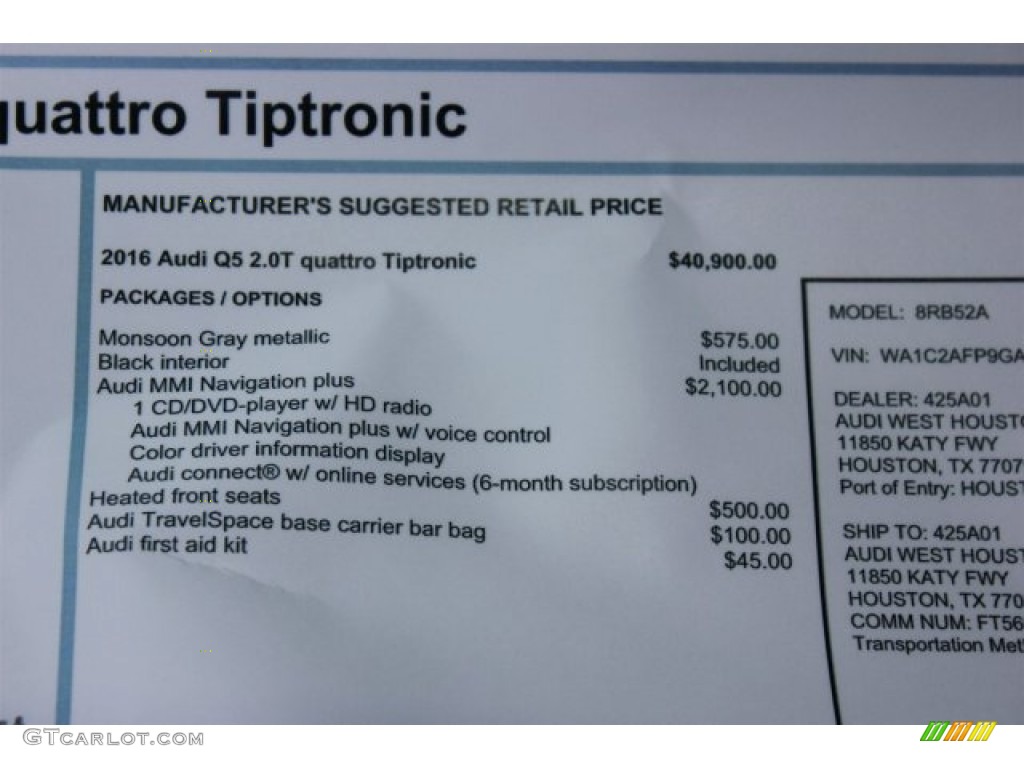 quattro Tiptronic
MANUFACTURER'S SUGGESTED RETAIL PRICE
2016 Audi Q5 2.0T quattro Tiptronic $40,900.00
PACKAGES / OPTIONS
Monsoon Gray metallic $575.00
Black interior Included
Audi MMI Navigation plus $2,100.00
1 CD/DVD-player w/ HD radio
Audi MMI Navigation plus w/ voice control
Color driver information display
Audi connect® w/ online services (6-month subscription)
Heated front seats $500.00
Audi TravelSpace base carrier bar bag $100.00
Audi first aid kit $45.00
MODEL: 8RB52A
VIN: WA1C2AFP9GA
DEALER: 425A01
AUDI WEST HOUSTO
11850 KATY FWY
HOUSTON, TX 7707
Port of Entry: HOUST
SHIP TO: 425A01
AUDI WEST HOUST
11850 KATY FWY
HOUSTON, TX 770
COMM NUM: FT56
Transportation Met
GTCARLOT.COM